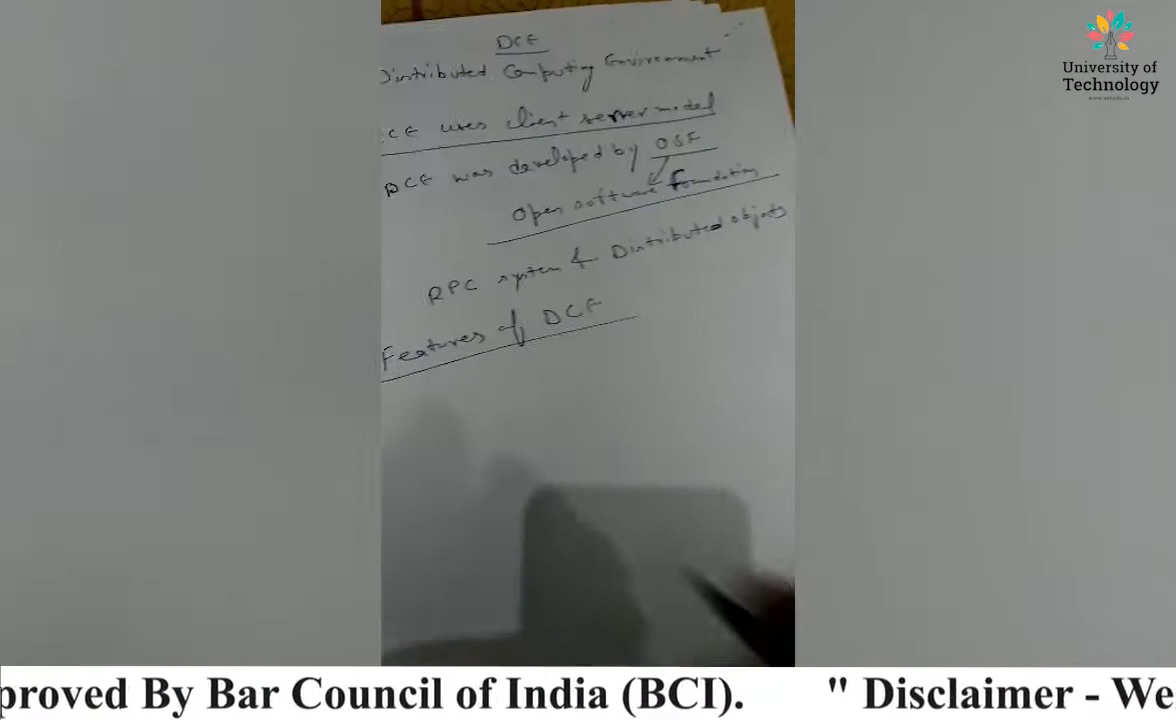 DCE
Distributed Computing Environment
DCE uses client server model
DCE was developed by OSF
Open software Foundation
RPC system & Distributed objects
Features of DCE
University of
Technology
proved By Bar Council of India (BCI). " Disclaimer - We